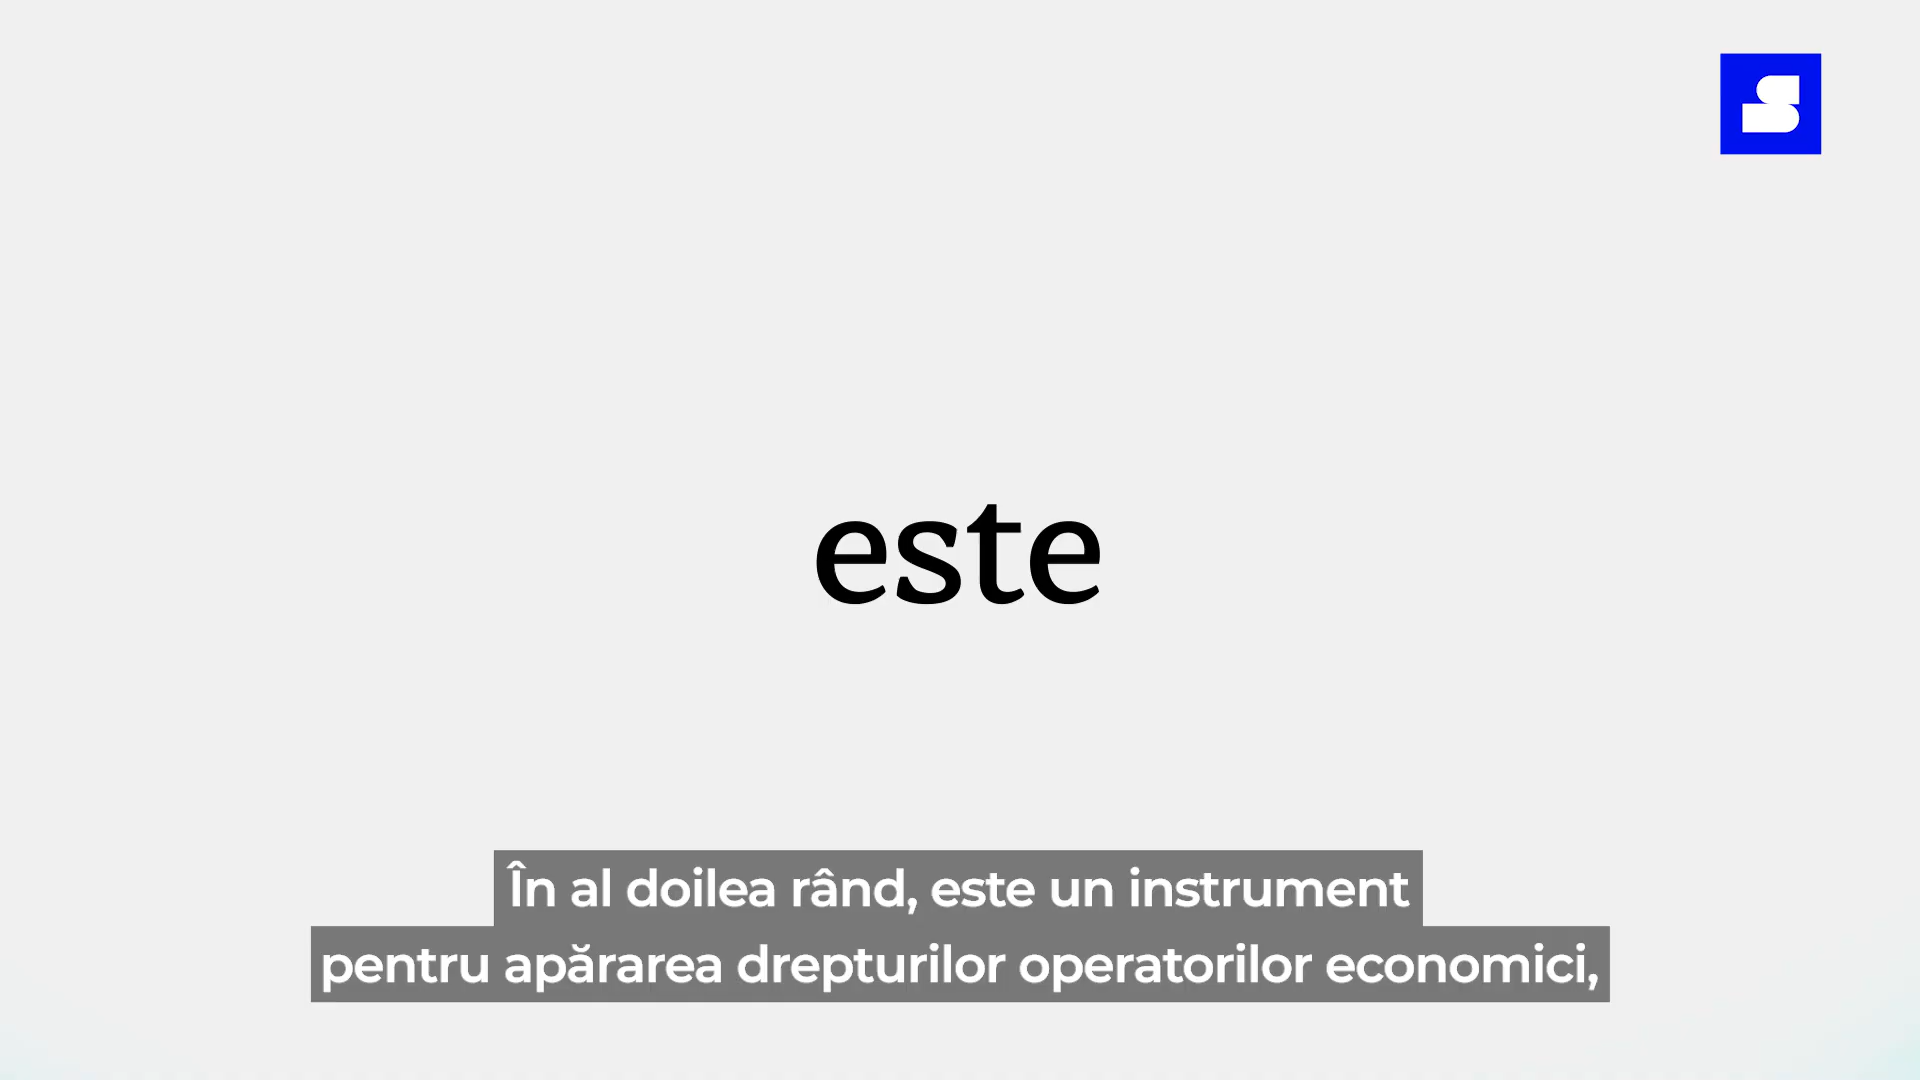 este
În al doilea rând, este un instrument
pentru apărarea drepturilor operatorilor economici,